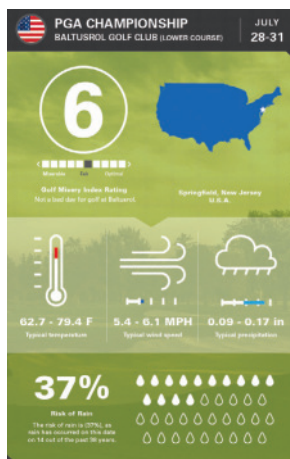 PGA CHAMPIONSHIP
BALTUSROL GOLF CLUB (LOWER COURSE)
JULY
28-31
6
Miserable Fair Perfect
Golf Misery Index Rating
Not a bad day for golf at Baltusrol.
Springfield, New Jersey
U.S.A.
62.7 - 79.4 F
Typical temperature
5.4 - 6.1 MPH
Typical wind speed
0.09 - 0.17 in
Typical precipitation
37%
Risk of Rain
The risk of rain is (37%), as
rain has occurred on this date
on 14 out of the past 38 years.